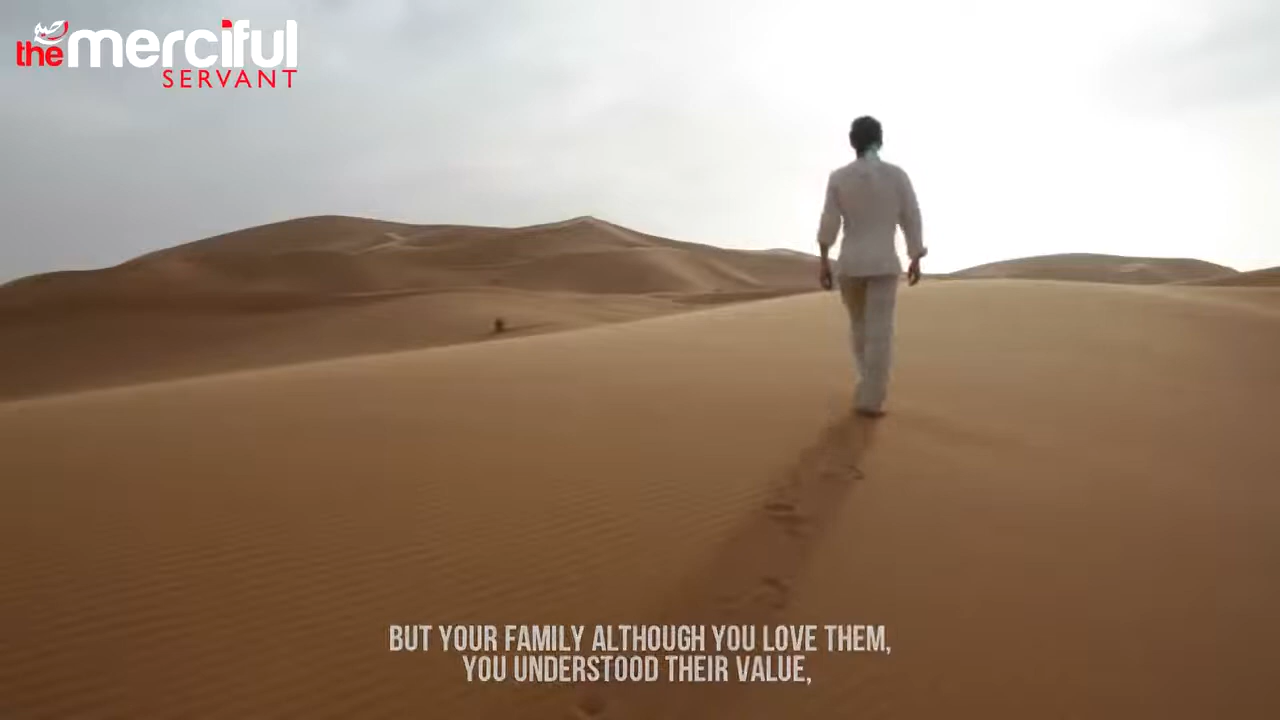 the merciful
SERVANT
BUT YOUR FAMILY ALTHOUGH YOU LOVE THEM,
YOU UNDERSTOOD THEIR VALUE,